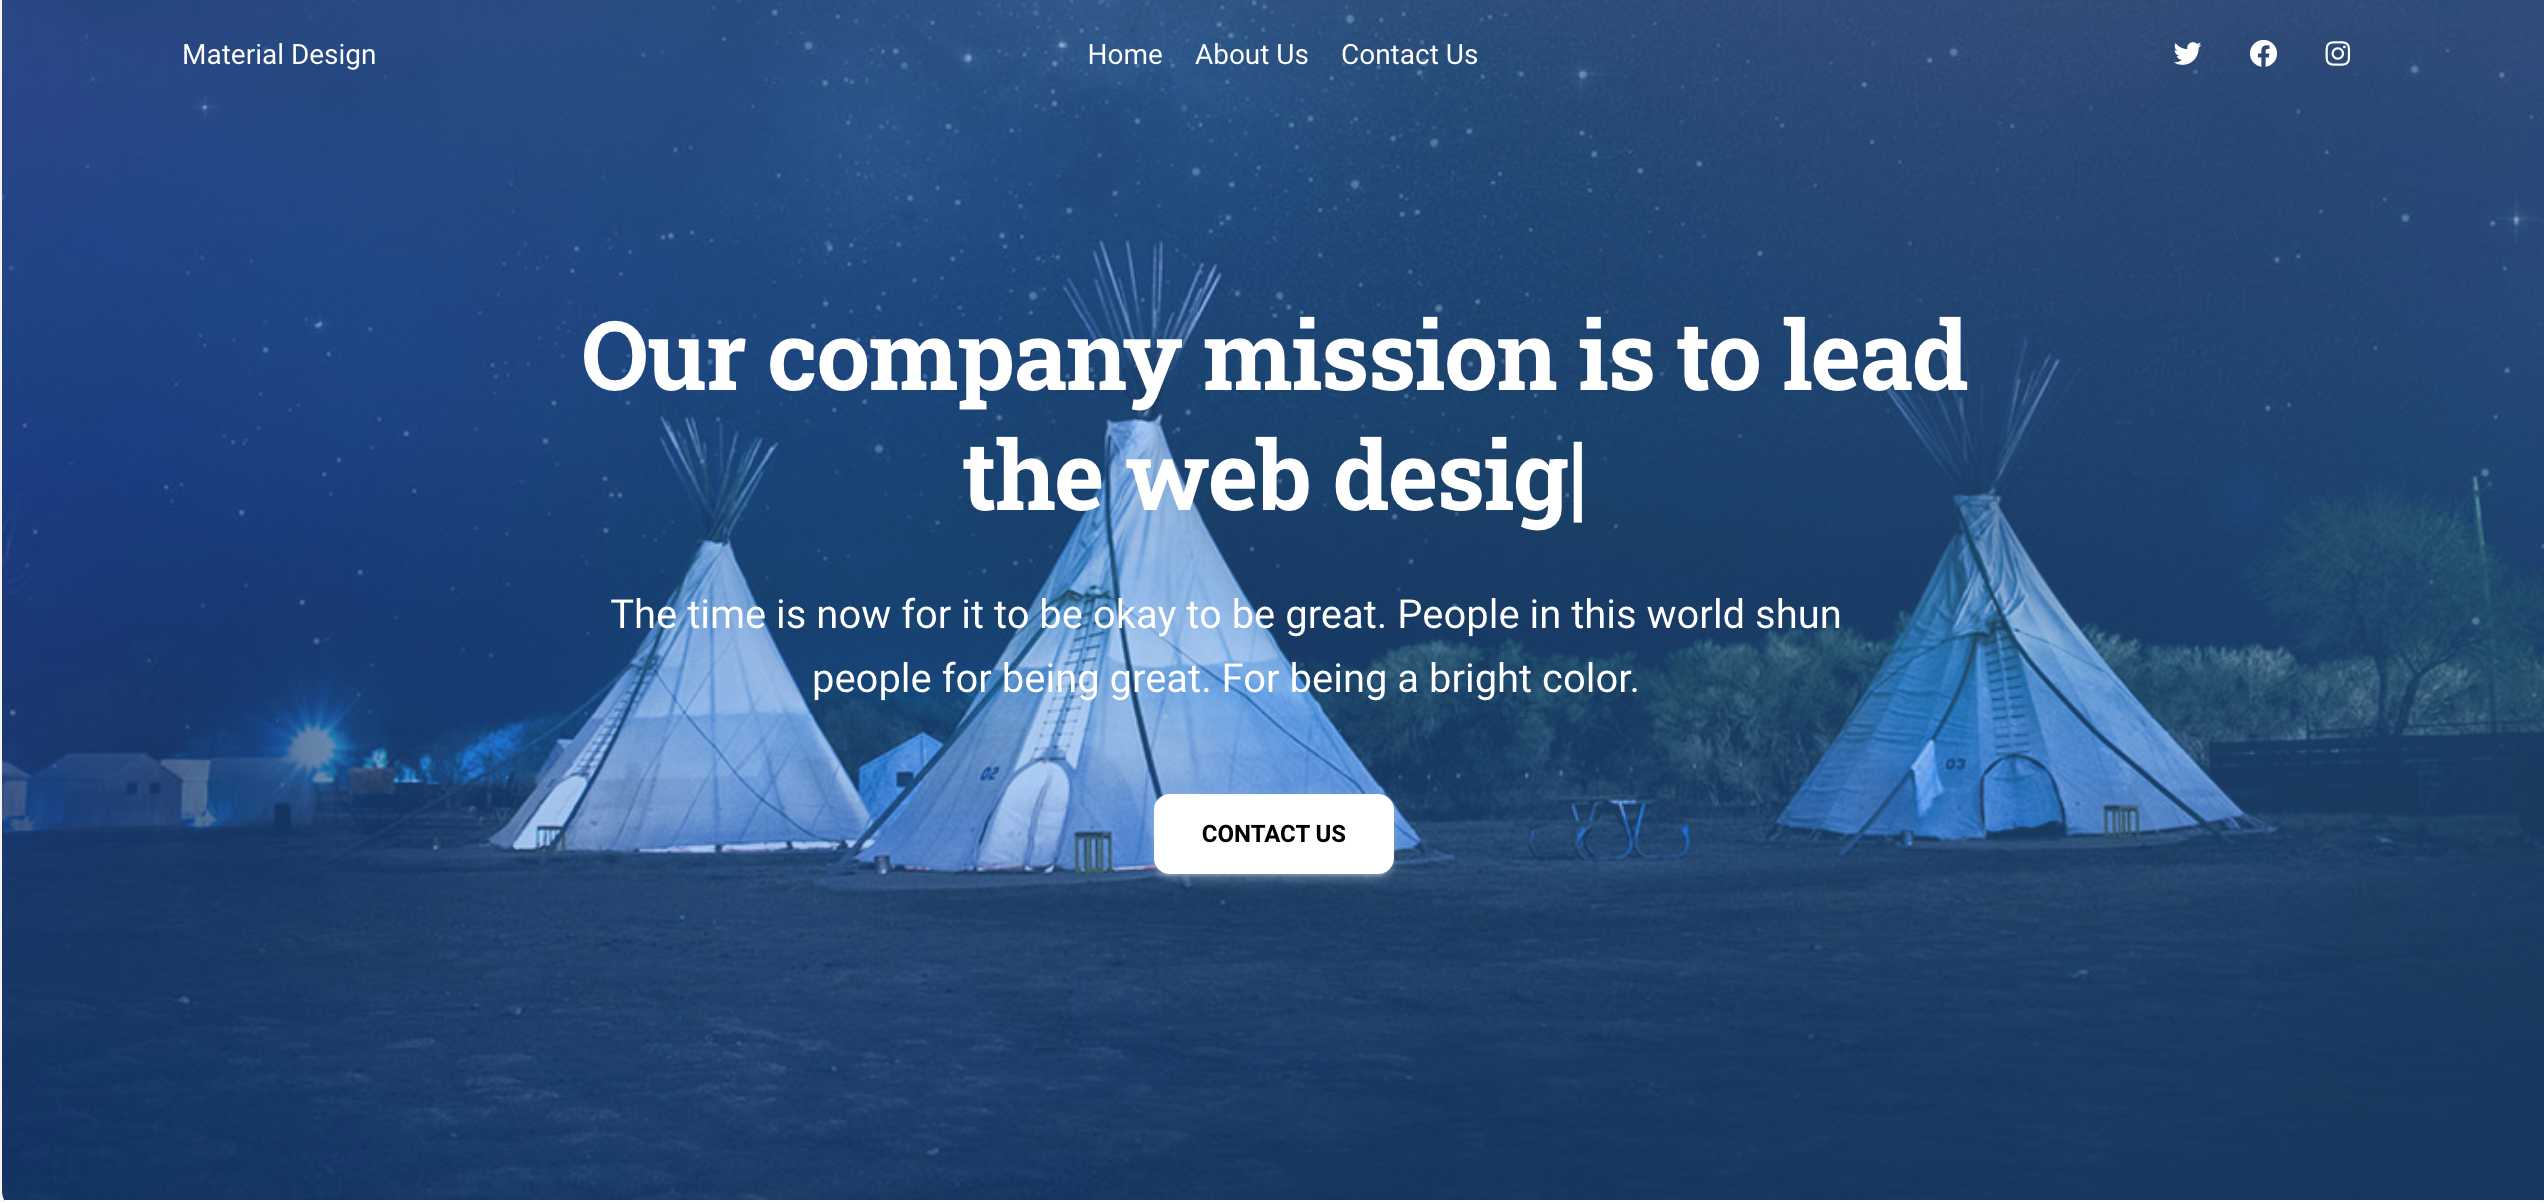 Material Design
Home About Us Contact Us
Our company mission is to lead
the web desig|
The time is now for it to be okay to be great. People in this world shun
people for being great. For being a bright color.
02
03
CONTACT US